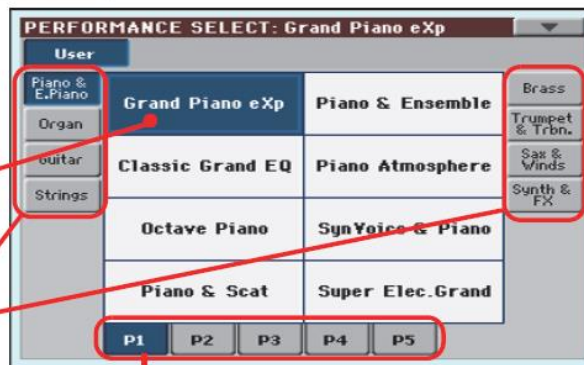 PERFORMANCE SELECT: Grand Piano eXp
User
Piano &
E.Piano
Organ
Guitar
Strings
Grand Piano eXp
Piano & Ensemble
Classic Grand EQ
Piano Atmosphere
Octave Piano
SynVoice & Piano
Piano & Scat
Super Elec.Grand
Brass
Trumpet
& Trbn.
Sax &
Winds
Synth &
FX
P1 P2 P3 P4 P5